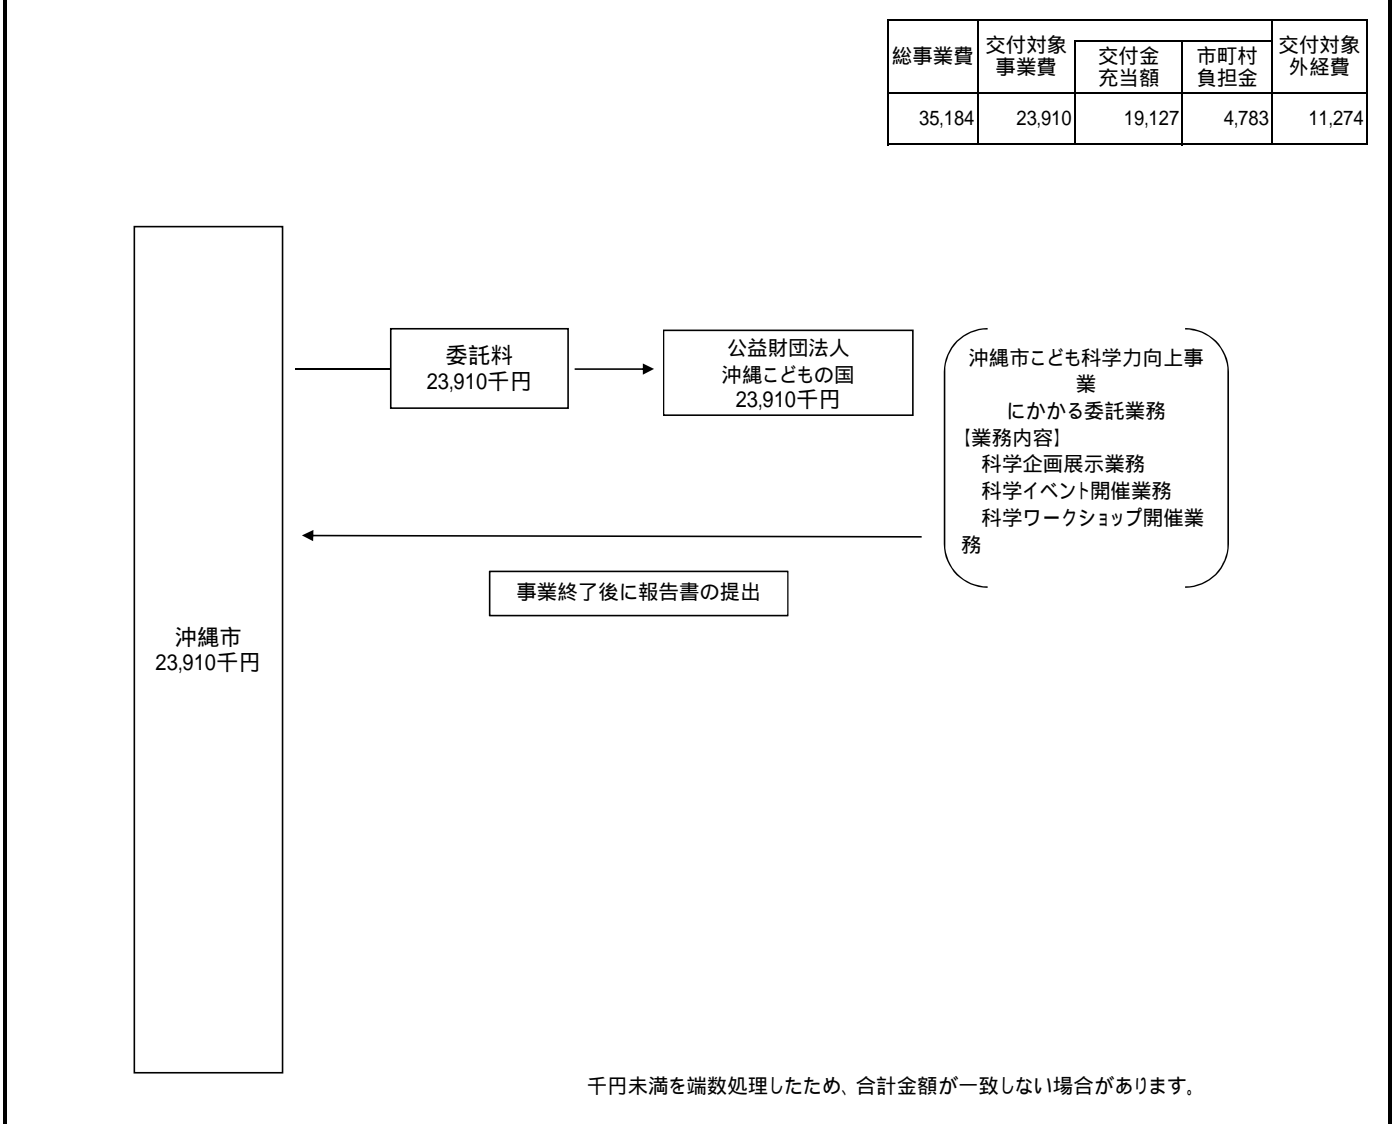 総事業費
交付対象
事業費
交付金
充当額
市町村
負担金
交付対象
外経費
35,184
23,910
19,127
4,783
11,274
委託料
23,910千円
公益財団法人
沖縄こどもの国
23,910千円
沖縄市こども科学力向上事
業
にかかる委託業務
【業務内容】
科学企画展示業務
科学イベント開催業務
科学ワークショップ開催業
務
事業終了後に報告書の提出
沖縄市
23,910千円
千円未満を端数処理したため、合計金額が一致しない場合があります。